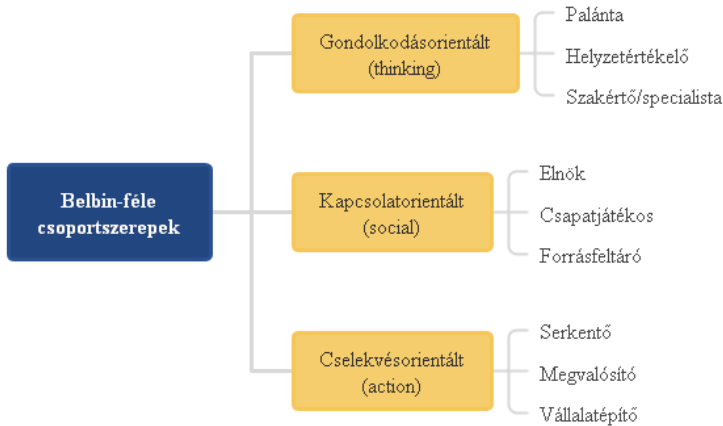 Belbin-féle
csoportszerepek
Gondolkodásorientált
(thinking)
Palánta
Helyzetértékelő
Szakértő/specialista
Kapcsolatorientált
(social)
Elnök
Csapatjátékos
Forrásfeltáró
Cselekvésorientált
(action)
Serkentő
Megvalósító
Vállalatépítő